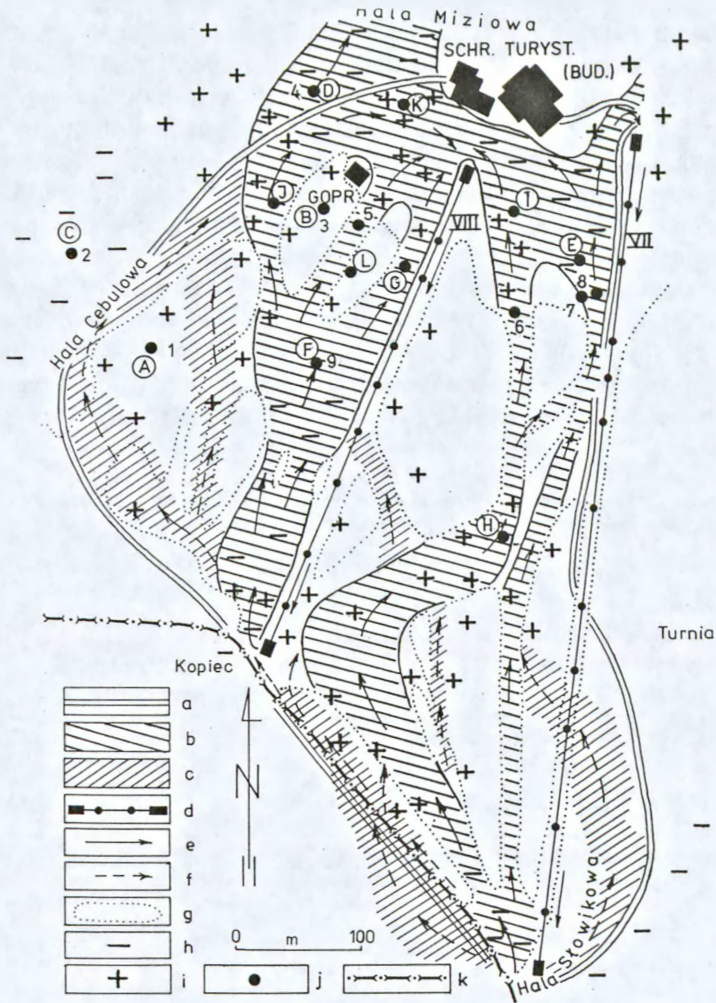 Hala Miziowa
SCHR. TURYST.
(BUD.)
4 D
K
J
GOPR
B
3
5
I
VIII
VII
C
2
L
G
E
8
7
6
Hala Cebulowa
1
A
F
9
H
Turnia
Kopiec
a
b
c
d
e
N
f
g
h
0 m 100
i
j
k
Hala Słowikowa